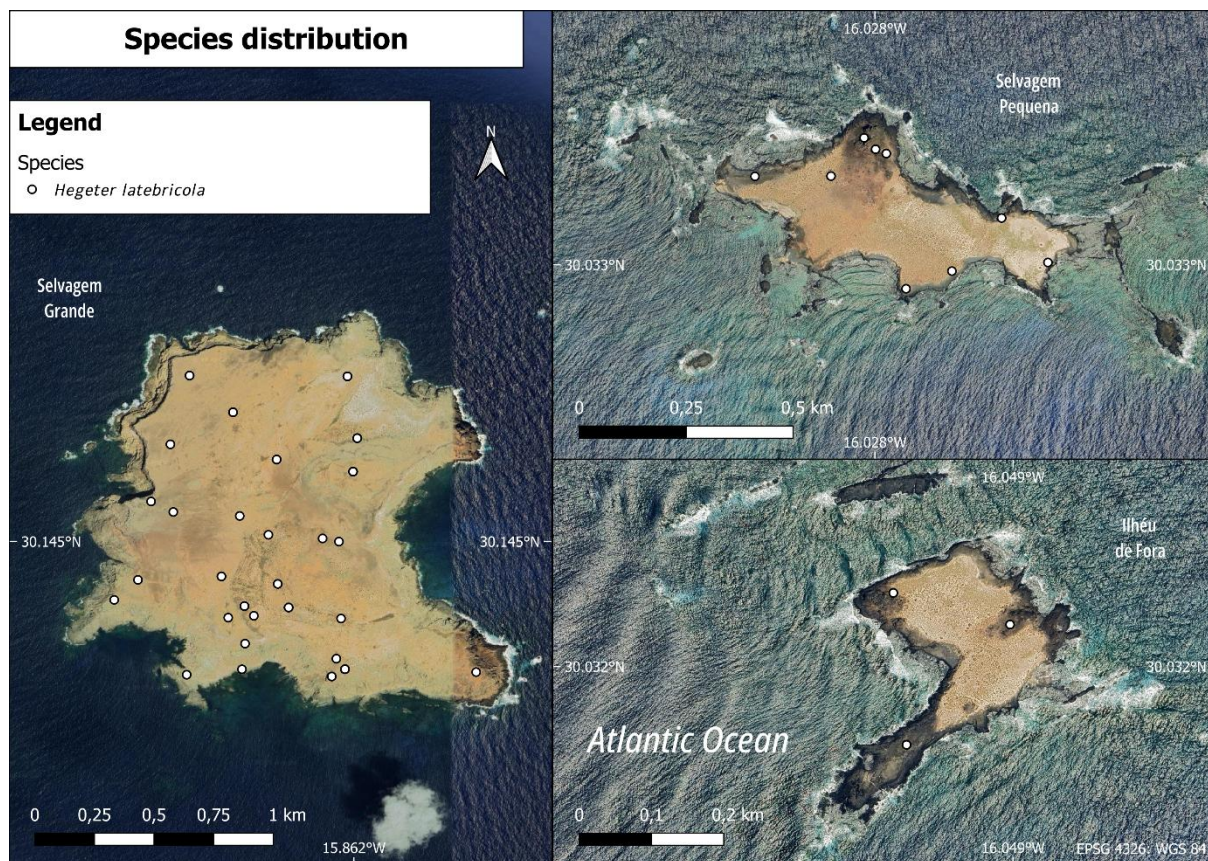 Species distribution
Legend
Species
Hegeter latebricola
N
Selvagem
Grande
30.145°N
30.145°N
0 0,25 0,5 0,75 1 km
15.862°W
16.028°W
Selvagem
Pequena
30.033°N
30.033°N
0 0,25 0,5 km
16.028°W
16.049°W
Ilhéu
de Fora
30.032°N
30.032°N
Atlantic Ocean
0 0,1 0,2 km
16.049°W
EPSG 4326: WGS 84